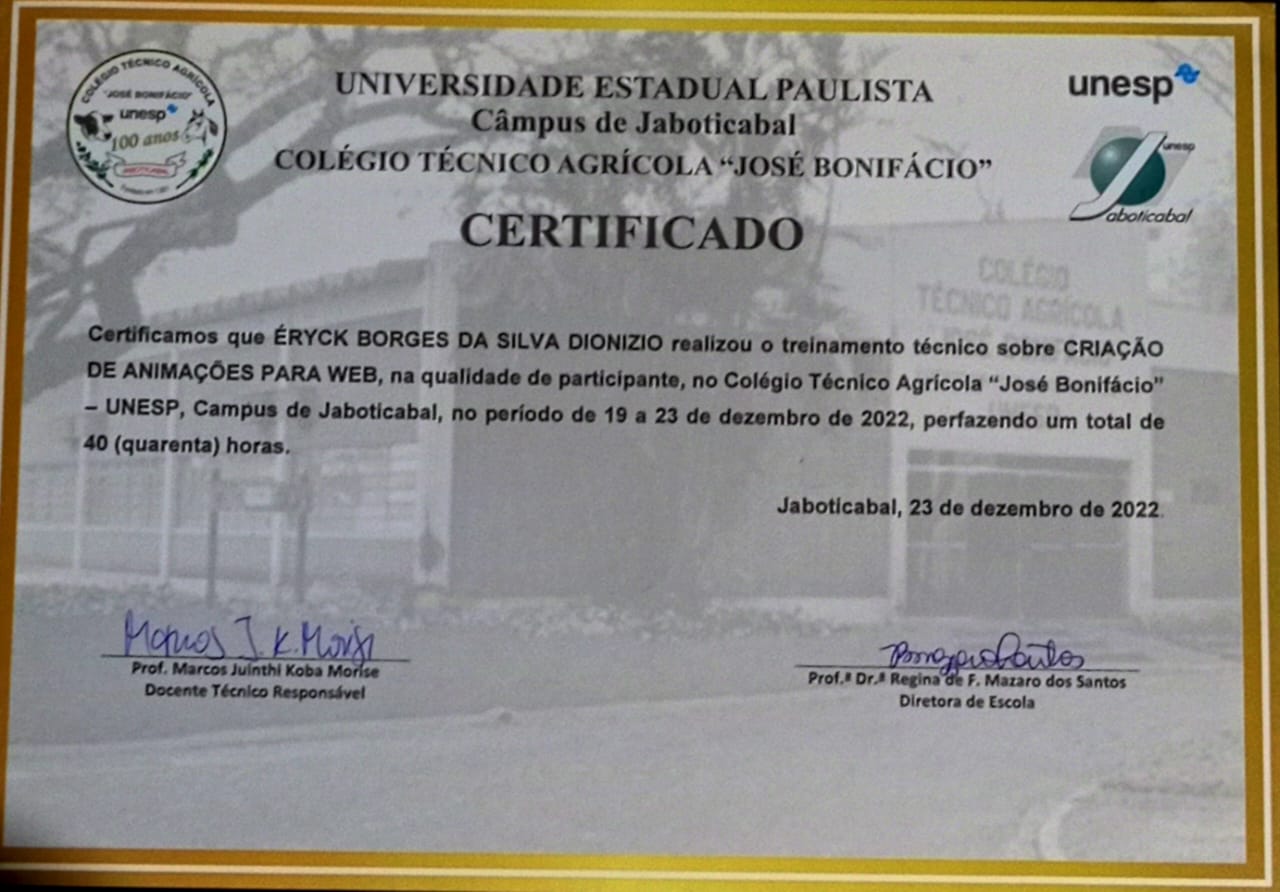 COLÉGIO TÉCNICO AGRÍCOLA
"JOSÉ BONIFÁCIO"
unesp
100 anos
JABOTICABAL
UNIVERSIDADE ESTADUAL PAULISTA
Câmpus de Jaboticabal
COLÉGIO TÉCNICO AGRÍCOLA “JOSÉ BONIFÁCIO”
unesp
unesp
Jaboticabal
CERTIFICADO
COLÉGIO
TÉCNICO AGRÍCOLA
Certificamos que ÉRYCK BORGES DA SILVA DIONIZIO realizou o treinamento técnico sobre CRIAÇÃO
DE ANIMAÇÕES PARA WEB, na qualidade de participante, no Colégio Técnico Agrícola “José Bonifácio”
– UNESP, Campus de Jaboticabal, no período de 19 a 23 de dezembro de 2022, perfazendo um total de
40 (quarenta) horas.
Jaboticabal, 23 de dezembro de 2022.
Marcos J. K. Morise
Prof. Marcos Juinthi Koba Morise
Docente Técnico Responsável
Prof.ª Dr.ª Regina de F. Mazaro dos Santos
Diretora de Escola